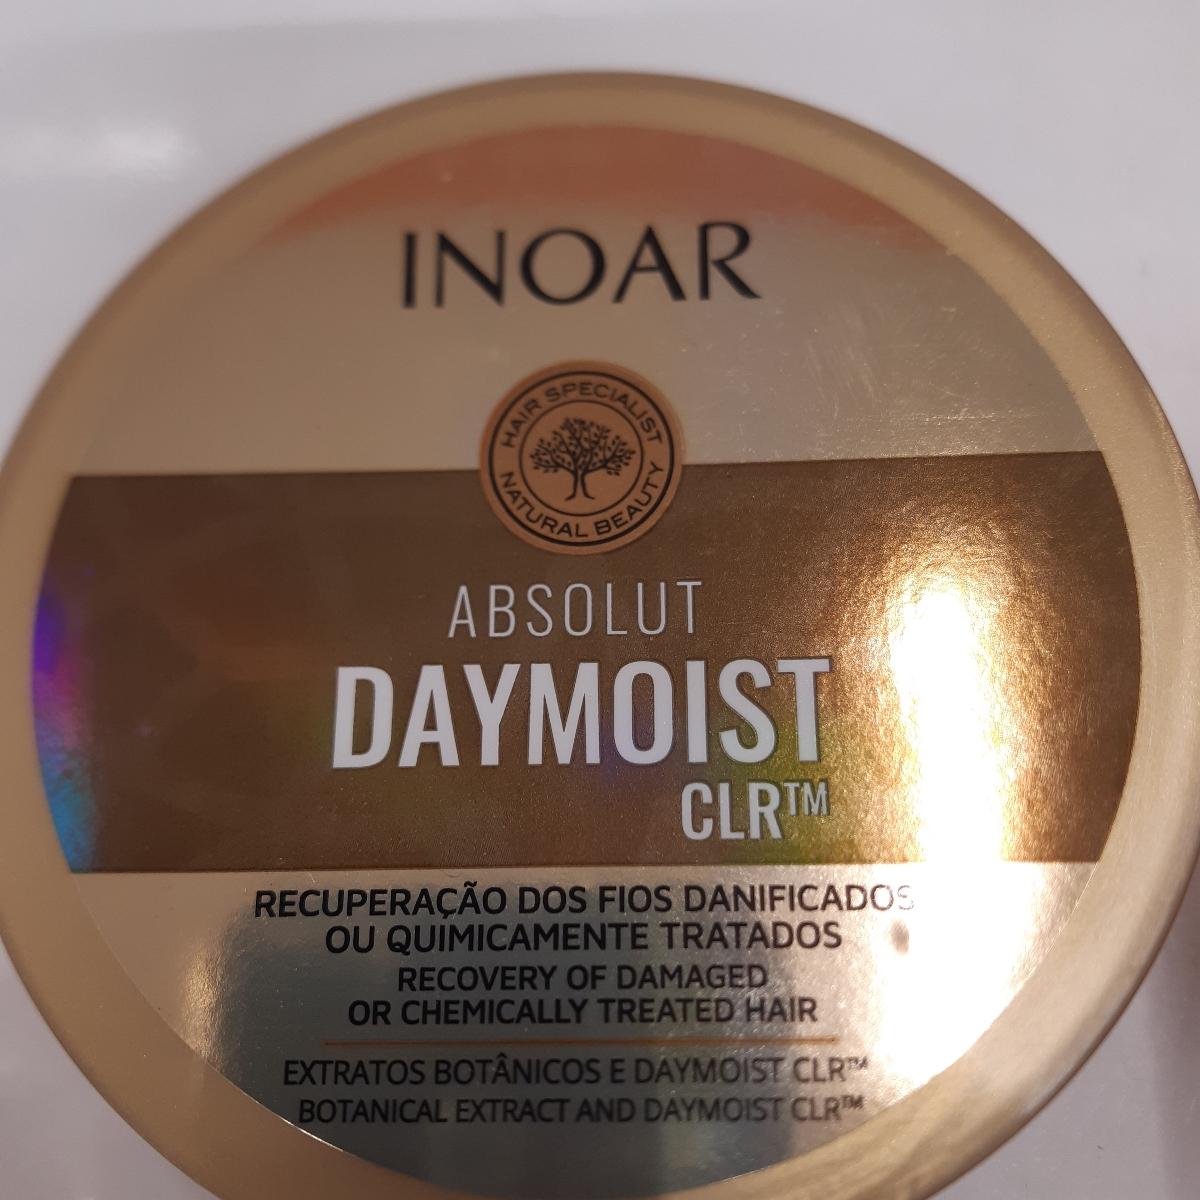 INOAR
HAIR SPECIALIST
NATURAL BEAUTY
ABSOLUT
DAYMOIST
CLR™
RECUPERAÇÃO DOS FIOS DANIFICADOS
OU QUIMICAMENTE TRATADOS
RECOVERY OF DAMAGED
OR CHEMICALLY TREATED HAIR
EXTRATOS BOTÂNICOS E DAYMOIST CLR™
BOTANICAL EXTRACT AND DAYMOIST CLR™